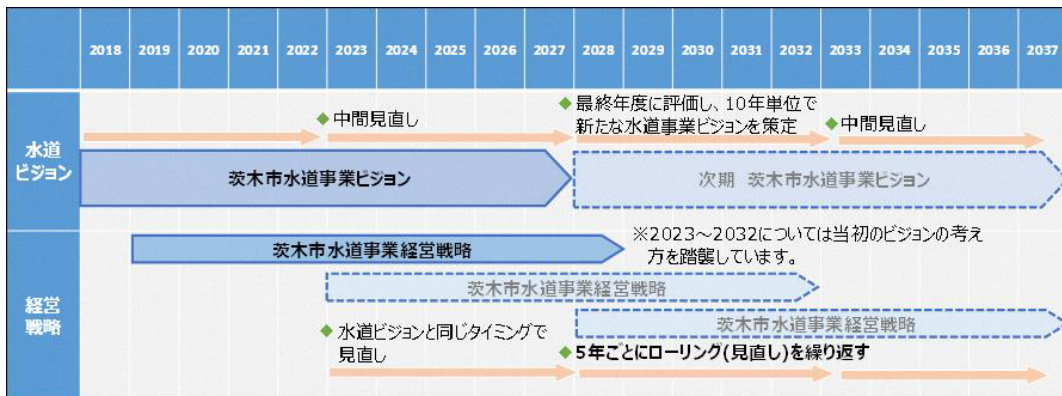 2018 2019 2020 2021 2022 2023 2024 2025 2026 2027 2028 2029 2030 2031 2032 2033 2034 2035 2036 2037
水道
ビジョン
中間見直し
最終年度に評価し、10年単位で
新たな水道事業ビジョンを策定
中間見直し
茨木市水道事業ビジョン
次期 茨木市水道事業ビジョン
経営
戦略
茨木市水道事業経営戦略
※2023～2032については当初のビジョンの考え
方を踏襲しています。
茨木市水道事業経営戦略
茨木市水道事業経営戦略
水道ビジョンと同じタイミングで
見直し
5年ごとにローリング(見直し)を繰り返す